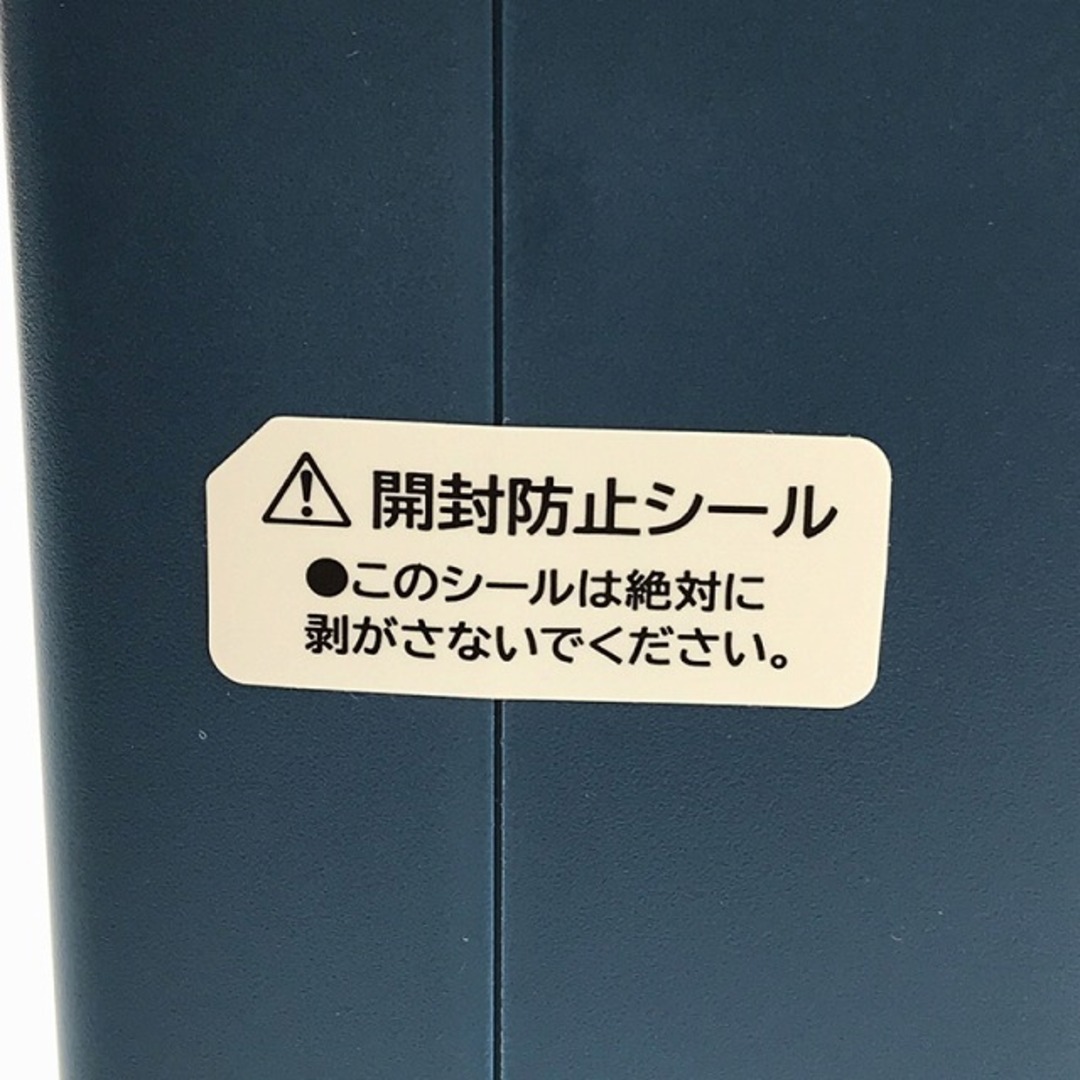 ⚠開封防止シール
●このシールは絶対に
剥がさないでください。